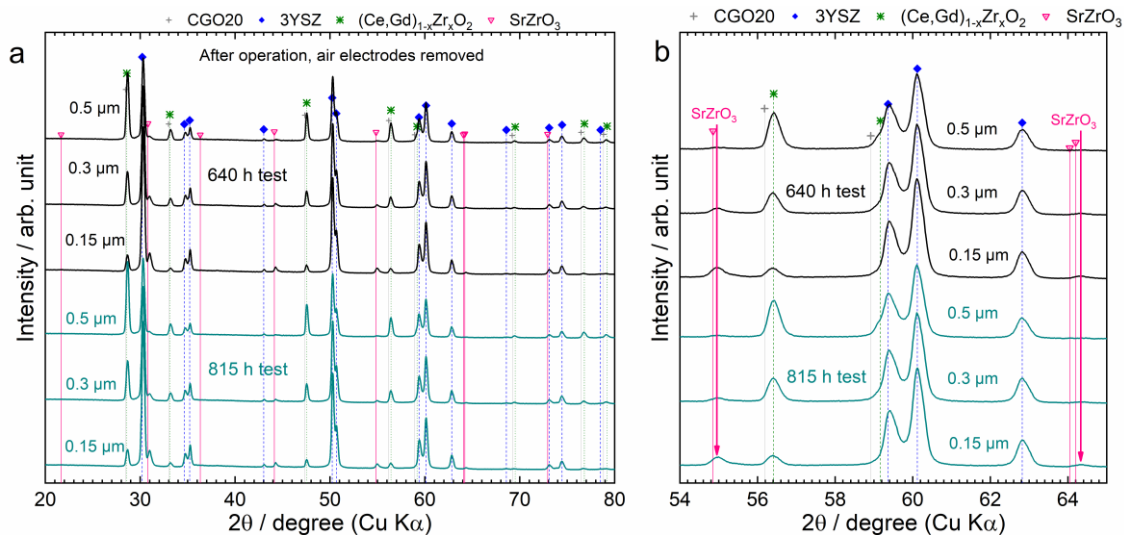 CGO20 3YSZ (Ce,Gd)1-xZrxO2 SrZrO3
a
After operation, air electrodes removed
0.5 µm
0.3 µm
640 h test
0.15 µm
0.5 µm
815 h test
0.3 µm
0.15 µm
Intensity / arb. unit
20 30 40 50 60 70 80
2θ / degree (Cu Kα)
CGO20 3YSZ (Ce,Gd)1-xZrxO2 SrZrO3
b
SrZrO3
SrZrO3
0.5 µm
640 h test
0.3 µm
0.15 µm
0.5 µm
815 h test
0.3 µm
0.15 µm
Intensity / arb. unit
54 56 58 60 62 64
2θ / degree (Cu Kα)